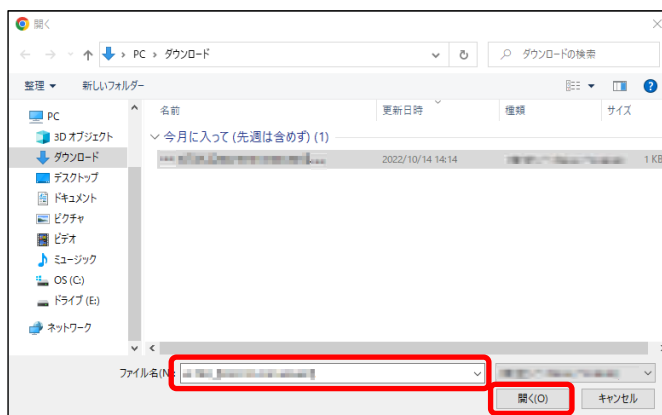 開く
PC › ダウンロード
ダウンロードの検索
整理 新しいフォルダー
名前 更新日時 種類 サイズ
今月に入って (先週は含めず) (1)
2022/10/14 14:14 1 KB
PC
3D オブジェクト
ダウンロード
デスクトップ
ドキュメント
ピクチャ
ビデオ
ミュージック
OS (C:)
ドライブ (E:)
ネットワーク
ファイル名(N):
開く(O) キャンセル